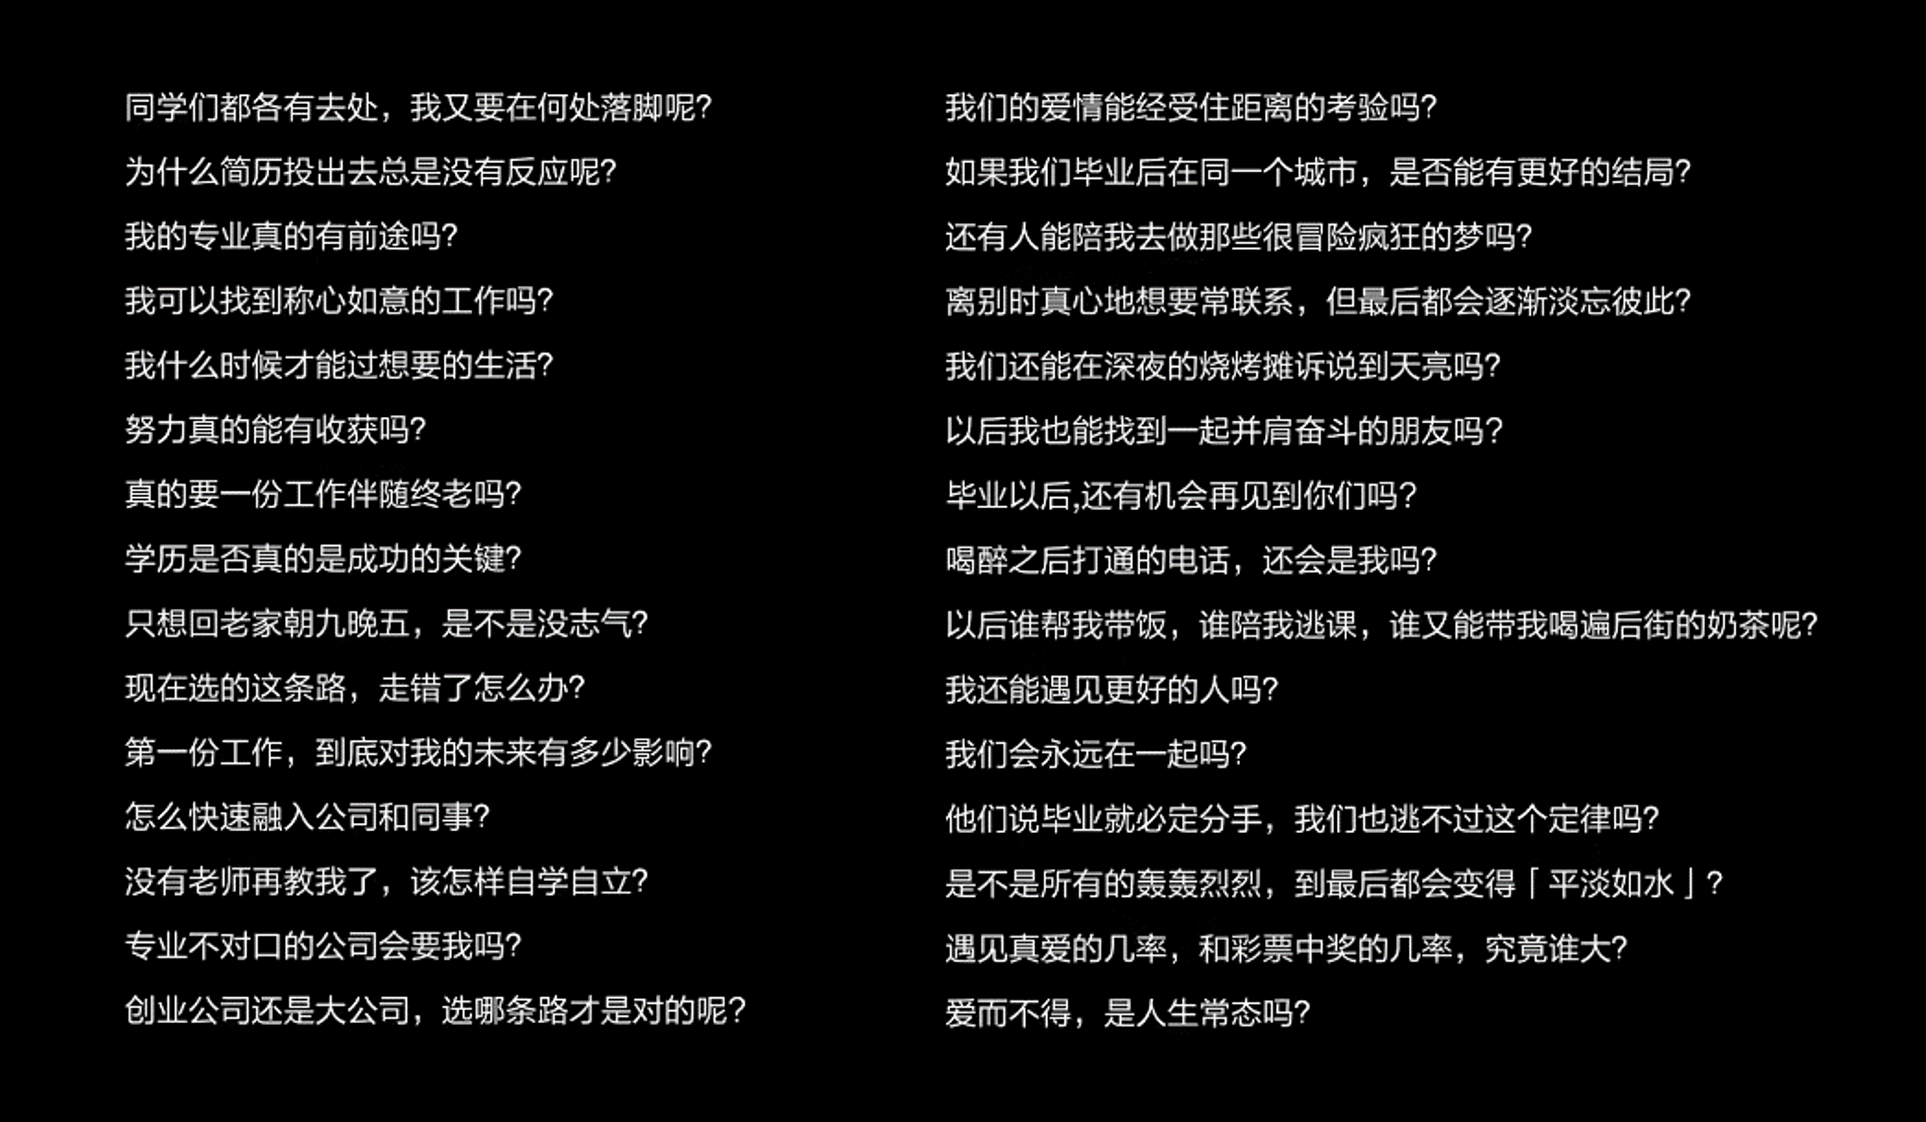 同学们都各有去处，我又要在何处落脚呢？
为什么简历投出去总是没有反应呢？
我的专业真的有前途吗？
我可以找到称心如意的工作吗？
我什么时候才能过想要的生活？
努力真的能有收获吗？
真的要一份工作伴随终老吗？
学历是否真的是成功的关键？
只想回老家朝九晚五，是不是没志气？
现在选的这条路，走错了怎么办？
第一份工作，到底对我的未来有多少影响？
怎么快速融入公司和同事？
没有老师再教我了，该怎样自学自立？
专业不对口的公司会要我吗？
创业公司还是大公司，选哪条路才是对的呢？
我们的爱情能经受住距离的考验吗？
如果我们毕业后在同一个城市，是否能有更好的结局？
还有人能陪我去做那些很冒险疯狂的梦吗？
离别时真心地想要常联系，但最后都会逐渐淡忘彼此？
我们还能在深夜的烧烤摊诉说到天亮吗？
以后我也能找到一起并肩奋斗的朋友吗？
毕业以后,还有机会再见到你们吗？
喝醉之后打通的电话，还会是我吗？
以后谁帮我带饭，谁陪我逃课，谁又能带我喝遍后街的奶茶呢？
我还能遇见更好的人吗？
我们会永远在一起吗？
他们说毕业就必定分手，我们也逃不过这个定律吗？
是不是所有的轰轰烈烈，到最后都会变得「平淡如水」？
遇见真爱的几率，和彩票中奖的几率，究竟谁大？
爱而不得，是人生常态吗？